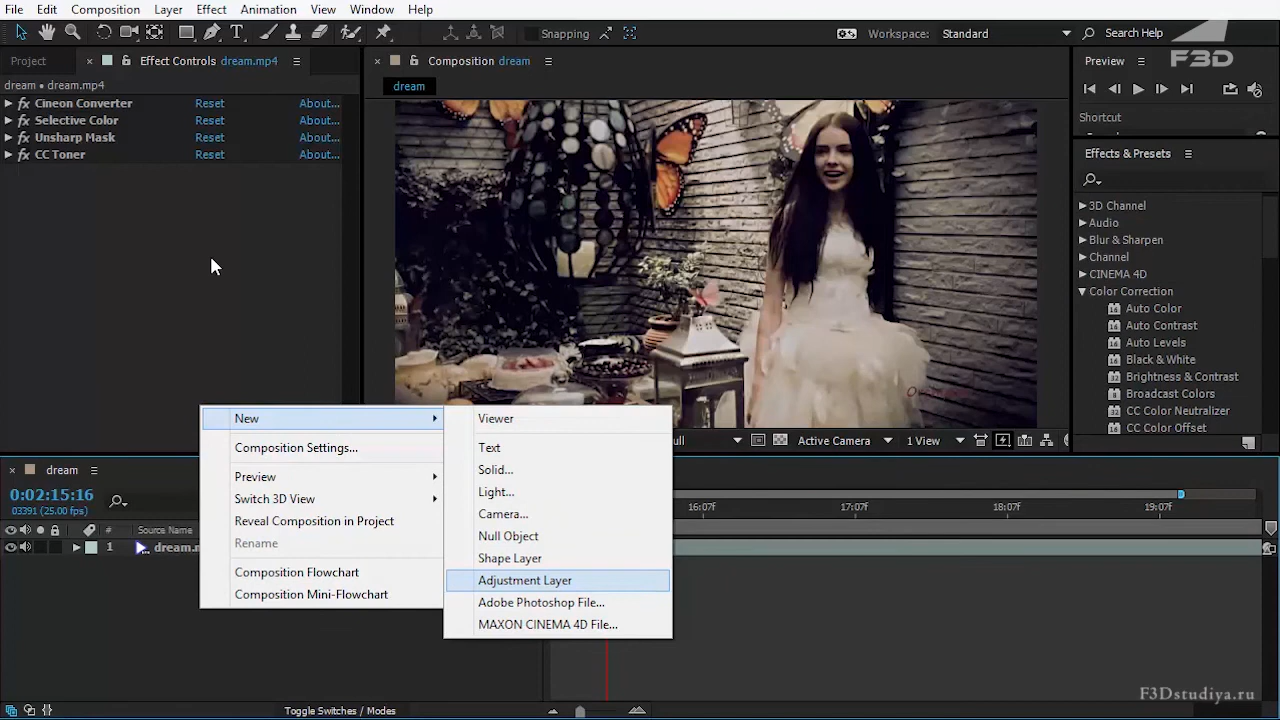 File Edit Composition Layer Effect Animation View Window Help
Snapping
Workspace: Standard
Search Help
F3D
Project
Effect Controls dream.mp4
Composition dream
Preview
dream • dream.mp4
dream
Cineon Converter Reset About...
Selective Color Reset About...
Unsharp Mask Reset About...
CC Toner Reset About...
Shortcut
Effects & Presets
3D Channel
Audio
Blur & Sharpen
Channel
CINEMA 4D
Color Correction
Auto Color
Auto Contrast
Auto Levels
Black & White
Brightness & Contrast
Broadcast Colors
CC Color Neutralizer
CC Color Offset
New
Composition Settings...
Preview
Switch 3D View
Reveal Composition in Project
Rename
Composition Flowchart
Composition Mini-Flowchart
Viewer
Text
Solid...
Light...
Camera...
Null Object
Shape Layer
Adjustment Layer
Adobe Photoshop File...
MAXON CINEMA 4D File...
Active Camera
1 View
dream
0:02:15:16
03391 (25.00 fps)
16:07f 17:07f 18:07f 19:07f
Source Name
1
Toggle Switches / Modes
F3Dstudiya.ru